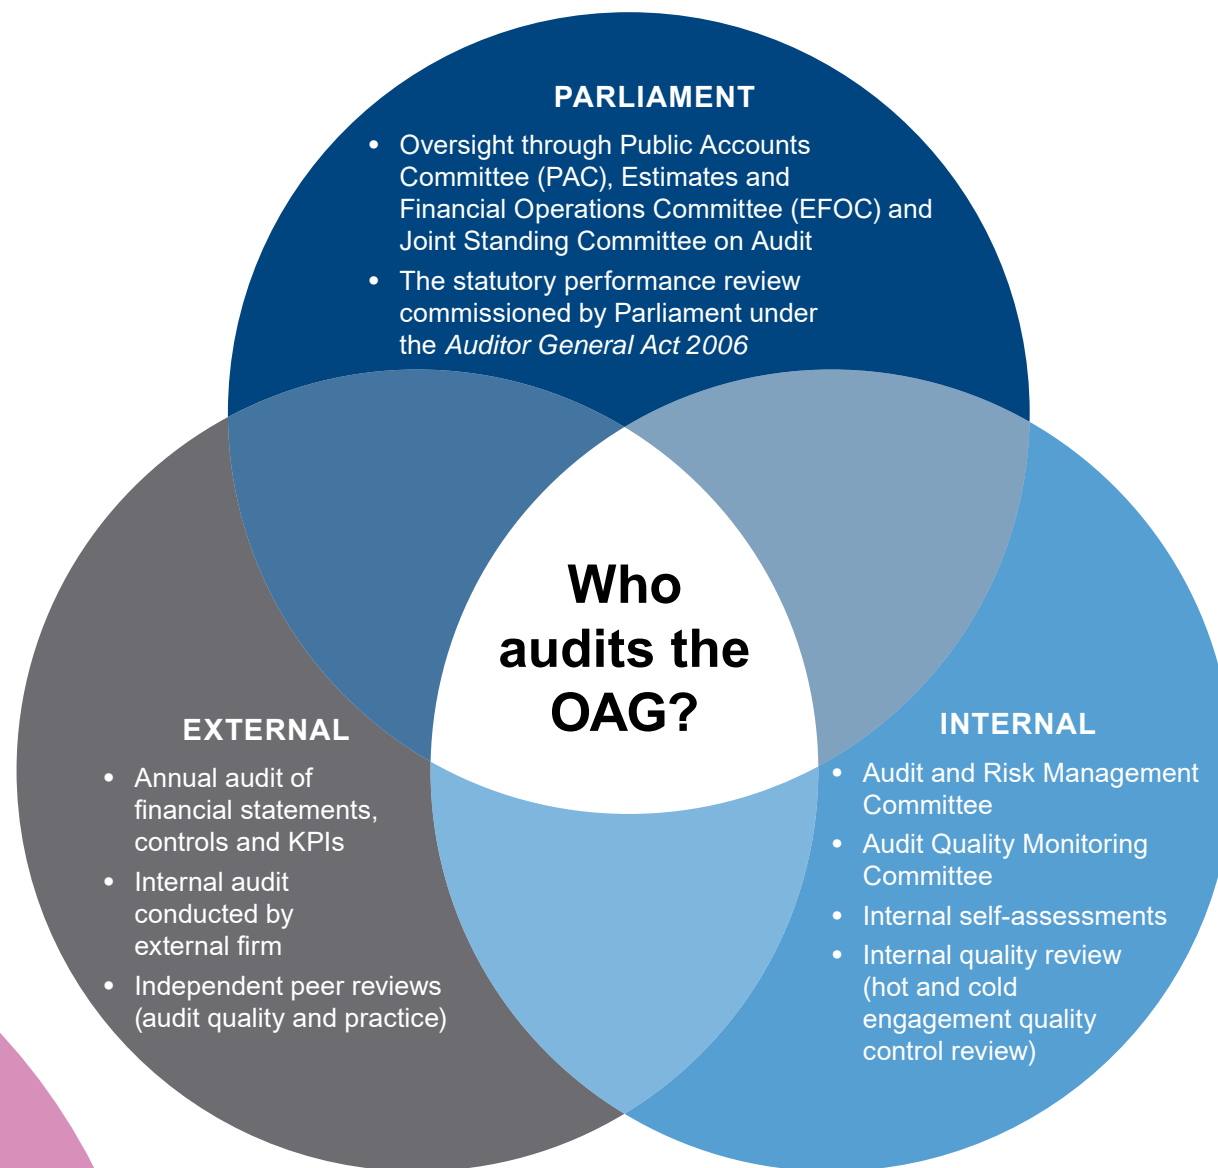 PARLIAMENT
• Oversight through Public Accounts
Committee (PAC), Estimates and
Financial Operations Committee (EFOC) and
Joint Standing Committee on Audit
• The statutory performance review
commissioned by Parliament under
the Auditor General Act 2006
Who
audits the
OAG?
EXTERNAL
• Annual audit of
financial statements,
controls and KPIs
• Internal audit
conducted by
external firm
• Independent peer reviews
(audit quality and practice)
INTERNAL
• Audit and Risk Management
Committee
• Audit Quality Monitoring
Committee
• Internal self-assessments
• Internal quality review
(hot and cold
engagement quality
control review)